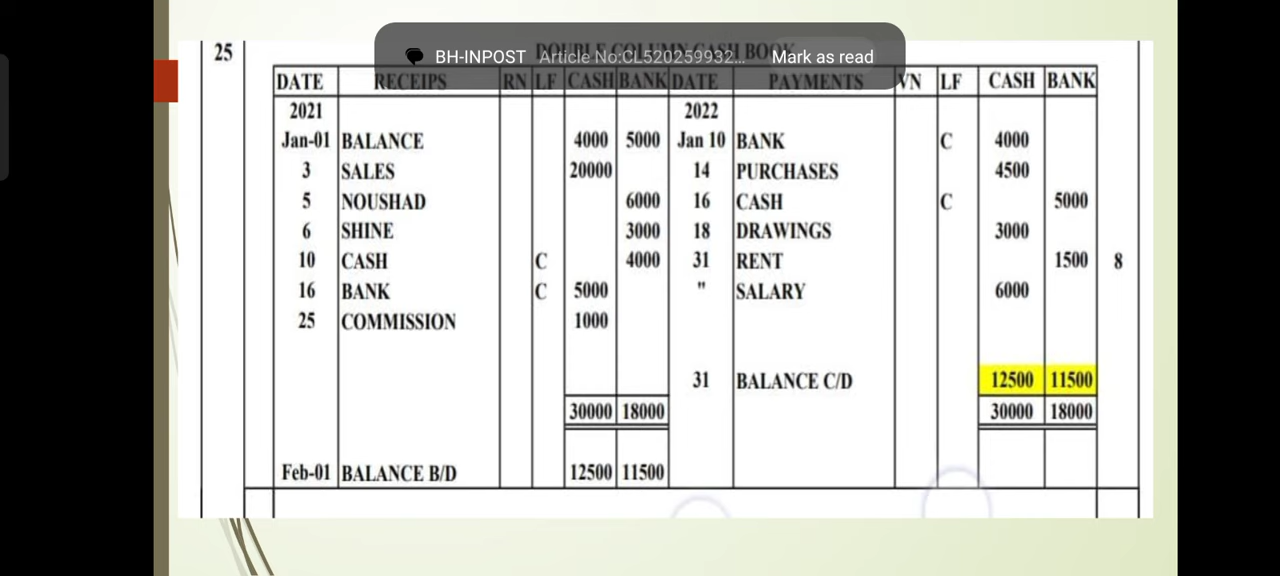 BH-INPOST Article No:CL520259932... Mark as read
25 DOUBLE COLUMN CASH BOOK
DATE RECEIPS RN LF CASH BANK DATE PAYMENTS VN LF CASH BANK
2021 2022
Jan-01 BALANCE 4000 5000 Jan 10 BANK C 4000
3 SALES 20000 14 PURCHASES 4500
5 NOUSHAD 6000 16 CASH C 5000
6 SHINE 3000 18 DRAWINGS 3000
10 CASH C 4000 31 RENT 1500 8
16 BANK C 5000 " SALARY 6000
25 COMMISSION 1000
31 BALANCE C/D 12500 11500
30000 18000 30000 18000
Feb-01 BALANCE B/D 12500 11500